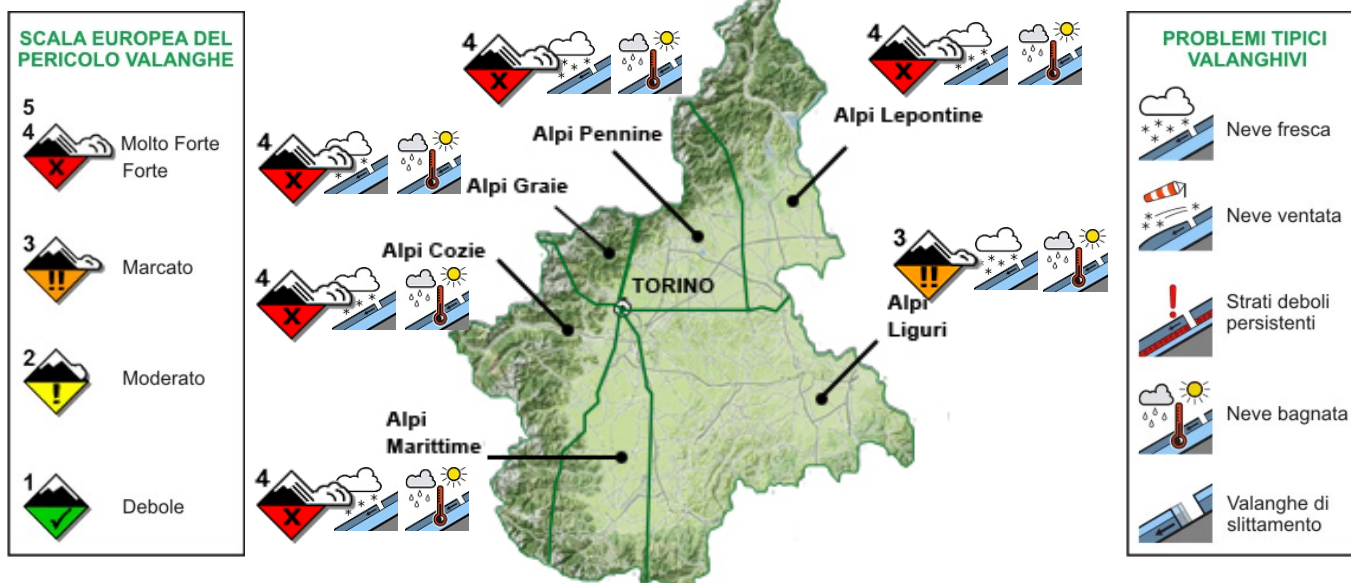 SCALA EUROPEA DEL
PERICOLO VALANGHE
5
4
Molto Forte
Forte
3
Marcato
2
Moderato
1
Debole
4
4
Alpi Pennine
Alpi Lepontine
4
Alpi Graie
Alpi Cozie
3
4
TORINO
Alpi
Liguri
Alpi
Marittime
4
PROBLEMI TIPICI
VALANGHIVI
Neve fresca
Neve ventata
Strati deboli
persistenti
Neve bagnata
Valanghe di
slittamento